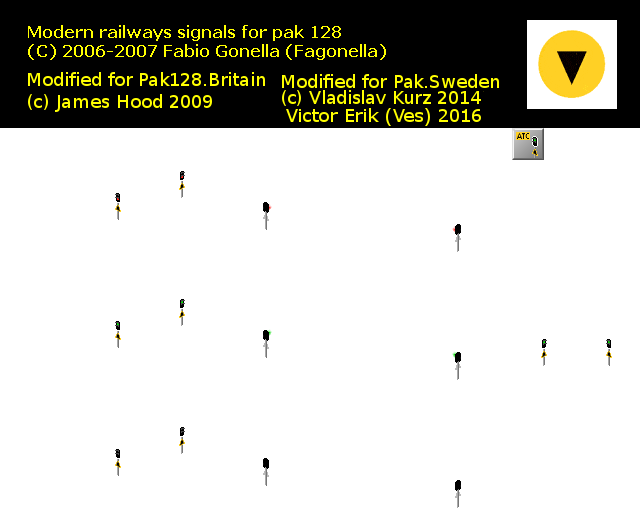 Modern railways signals for pak 128
(C) 2006-2007 Fabio Gonella (Fagonella)
Modified for Pak128.Britain
(c) James Hood 2009
Modified for Pak.Sweden
(c) Vladislav Kurz 2014
Victor Erik (Ves) 2016
ATC